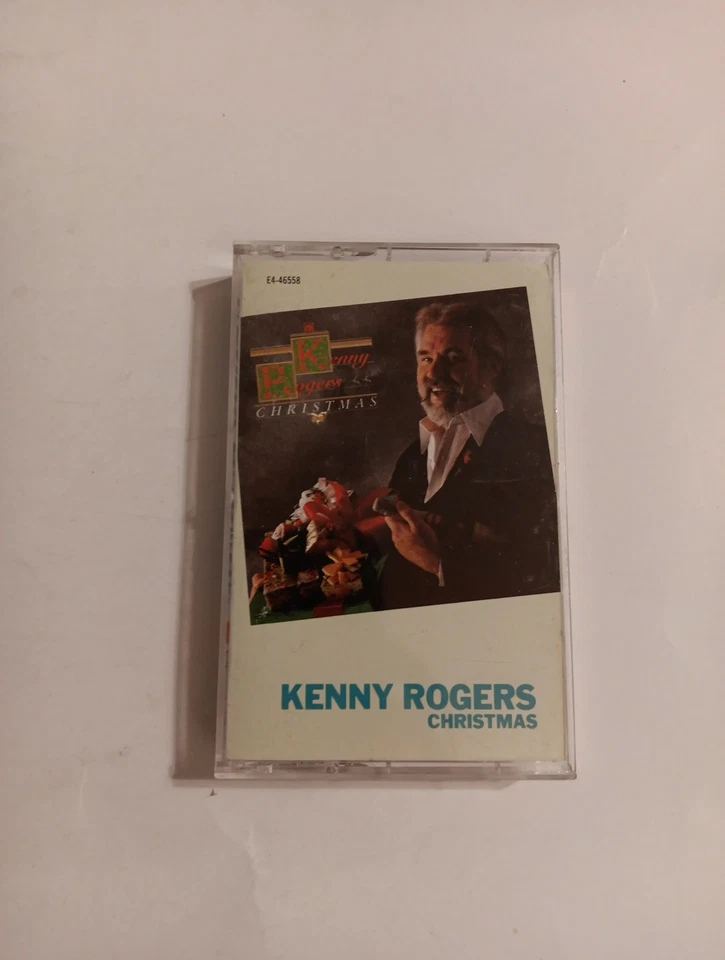 E4-46558
Kenny
Rogers
CHRISTMAS
KENNY ROGERS
CHRISTMAS